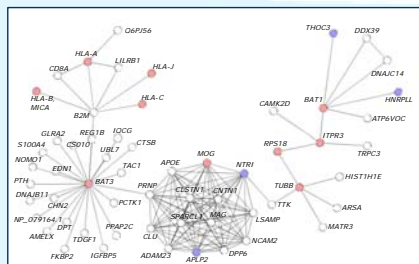 Q6PJ56
HLA-A
LILRB1
CD8A
HLA-J
HLA-B,
MICA
HLA-C
B2M
THOC3
DDX39
DNAJC14
BAT1
HNRPLL
CAMK2D
ATP6VOC
ITPR3
RPS18
TRPC3
HIST1H1E
TUBB
TTK
ARSA
MATR3
REG1B
IQCG
GLRA2
CSO10
UBL7
CTSB
S100A4
EDN1
NOMO1
TAC1
PTH
BAT3
DNAJB11
PCTK1
CHN2
NP_079164.1
DPT
PPAP2C
AMELX
TDGF1
FKBP2
IGFBP5
MOG
APOE
NTRI
PRNP
CLSTN1
CNTN1
SPARCL1
MAG
LSAMP
CLU
NCAM2
ADAM23
DPP6
APLP2